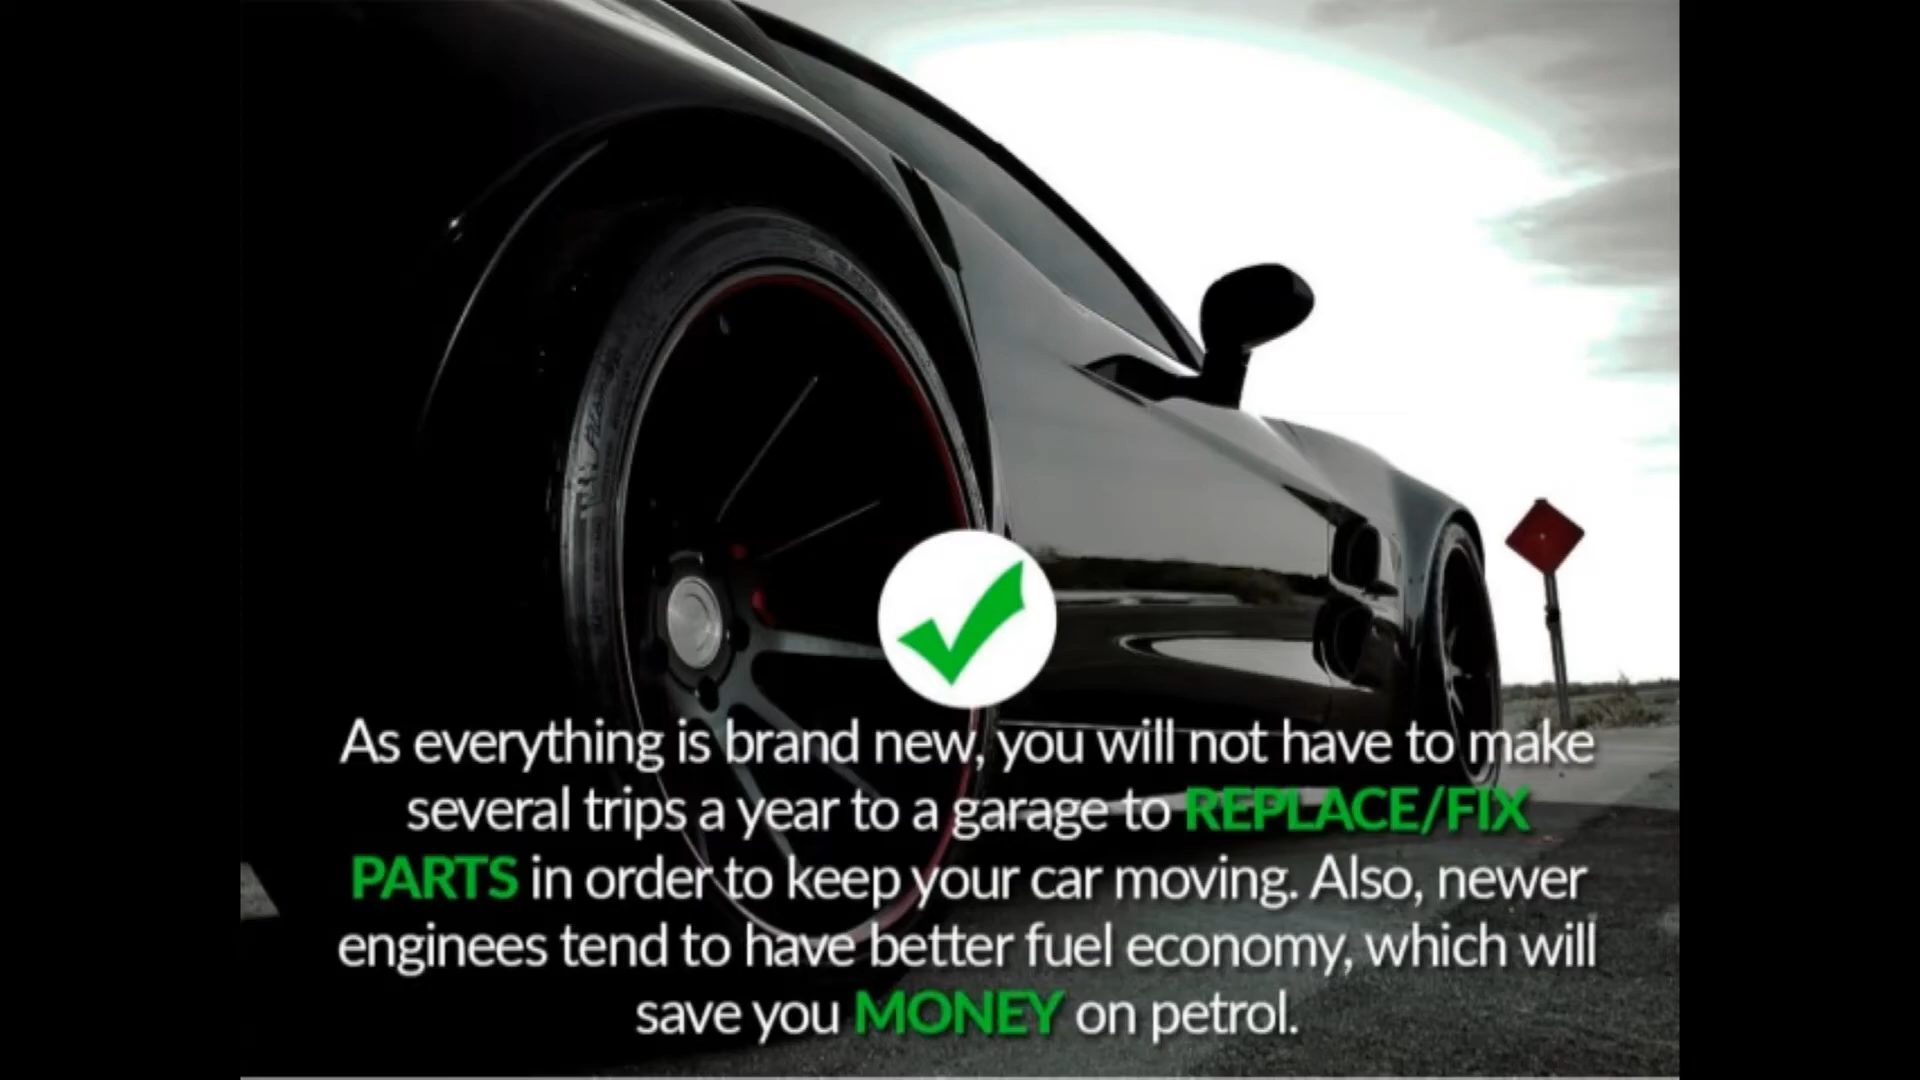 As everything is brand new, you will not have to make
several trips a year to a garage to REPLACE/FIX
PARTS in order to keep your car moving. Also, newer
enginees tend to have better fuel economy, which will
save you MONEY on petrol.